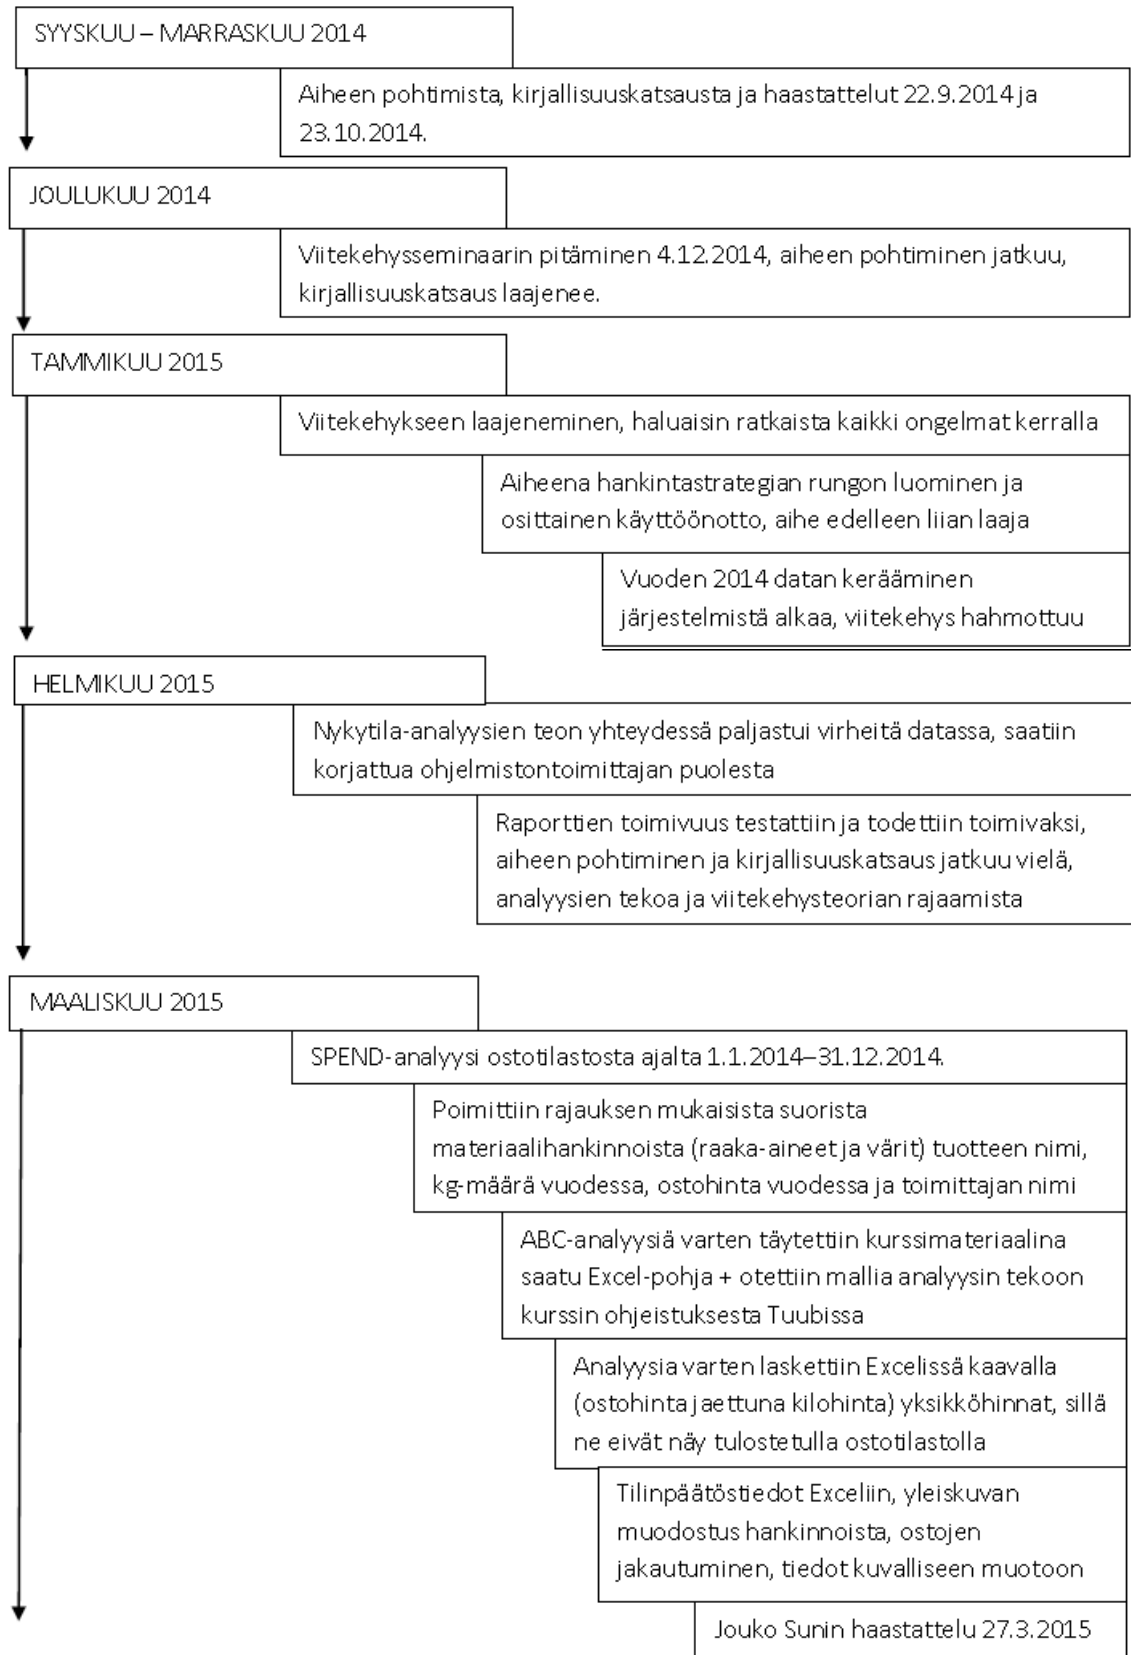 SYYSKUU – MARRASKUU 2014
Aiheen pohtimista, kirjallisuuskatsausta ja haastattelut 22.9.2014 ja
23.10.2014.
JOULUKUU 2014
Viitekehysseminaarin pitäminen 4.12.2014, aiheen pohtiminen jatkuu,
kirjallisuuskatsaus laajenee.
TAMMIKUU 2015
Viitekehykseen laajeneminen, haluaisin ratkaista kaikki ongelmat kerralla
Aiheena hankintastrategian rungon luominen ja
osittainen käyttöönotto, aihe edelleen liian laaja
Vuoden 2014 datan kerääminen
järjestelmistä alkaa, viitekehys hahmottuu
HELMIKUU 2015
Nykytila-analyysien teon yhteydessä paljastui virheitä datassa, saatiin
korjattua ohjelmistontoimittajan puolesta
Raporttien toimivuus testattiin ja todettiin toimivaksi,
aiheen pohtiminen ja kirjallisuuskatsaus jatkuu vielä,
analyysien tekoa ja viitekehysteorian rajaamista
MAALISKUU 2015
SPEND-analyysi ostotilastosta ajalta 1.1.2014–31.12.2014.
Poimittiin rajauksen mukaisista suorista
materiaalihankinnoista (raaka-aineet ja värit) tuotteen nimi,
kg-määrä vuodessa, ostohinta vuodessa ja toimittajan nimi
ABC-analyysiä varten täytettiin kurssimateriaalina
saatu Excel-pohja + otettiin mallia analyysin tekoon
kurssin ohjeistuksesta Tuubissa
Analyysia varten laskettiin Excelissä kaavalla
(ostohinta jaettuna kilohinta) yksikköhinnat, sillä
ne eivät näy tulostetulla ostotilastolla
Tilinpäätöstiedot Exceliin, yleiskuvan
muodostus hankinnoista, ostojen
jakautuminen, tiedot kuvalliseen muotoon
Jouko Sunin haastattelu 27.3.2015